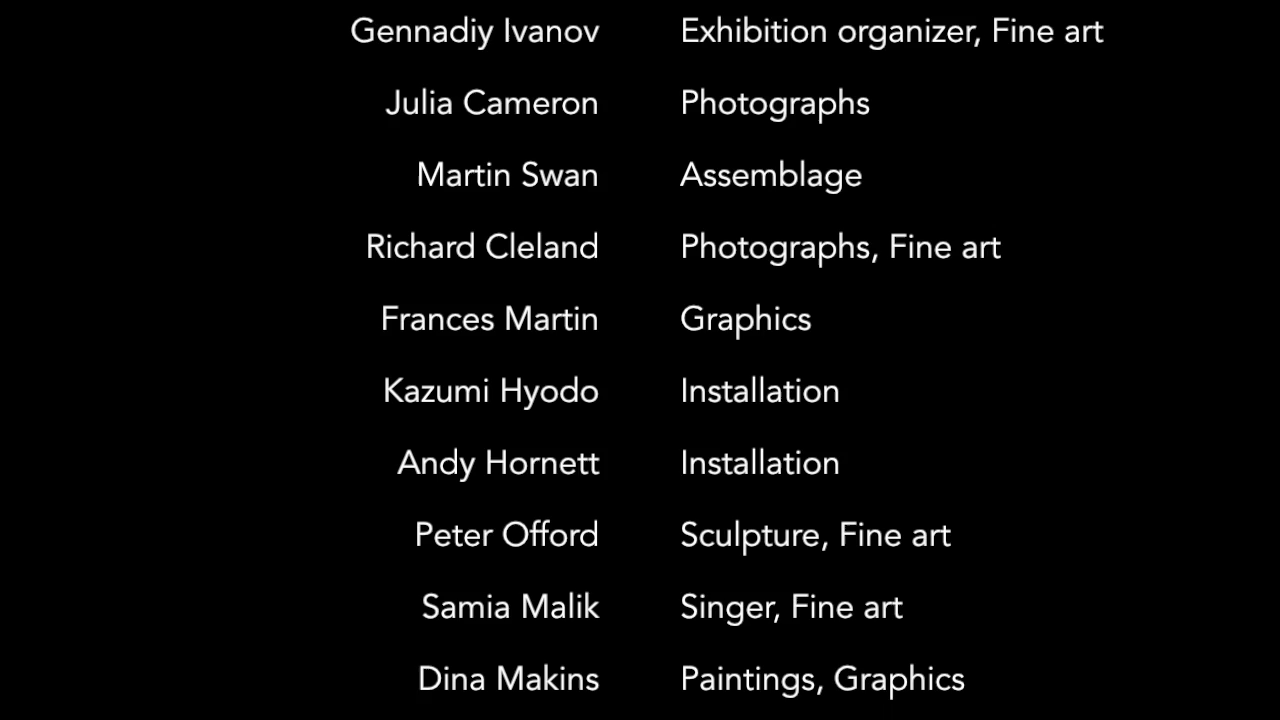 Gennadiy Ivanov Exhibition organizer, Fine art
Julia Cameron Photographs
Martin Swan Assemblage
Richard Cleland Photographs, Fine art
Frances Martin Graphics
Kazumi Hyodo Installation
Andy Hornett Installation
Peter Offord Sculpture, Fine art
Samia Malik Singer, Fine art
Dina Makins Paintings, Graphics